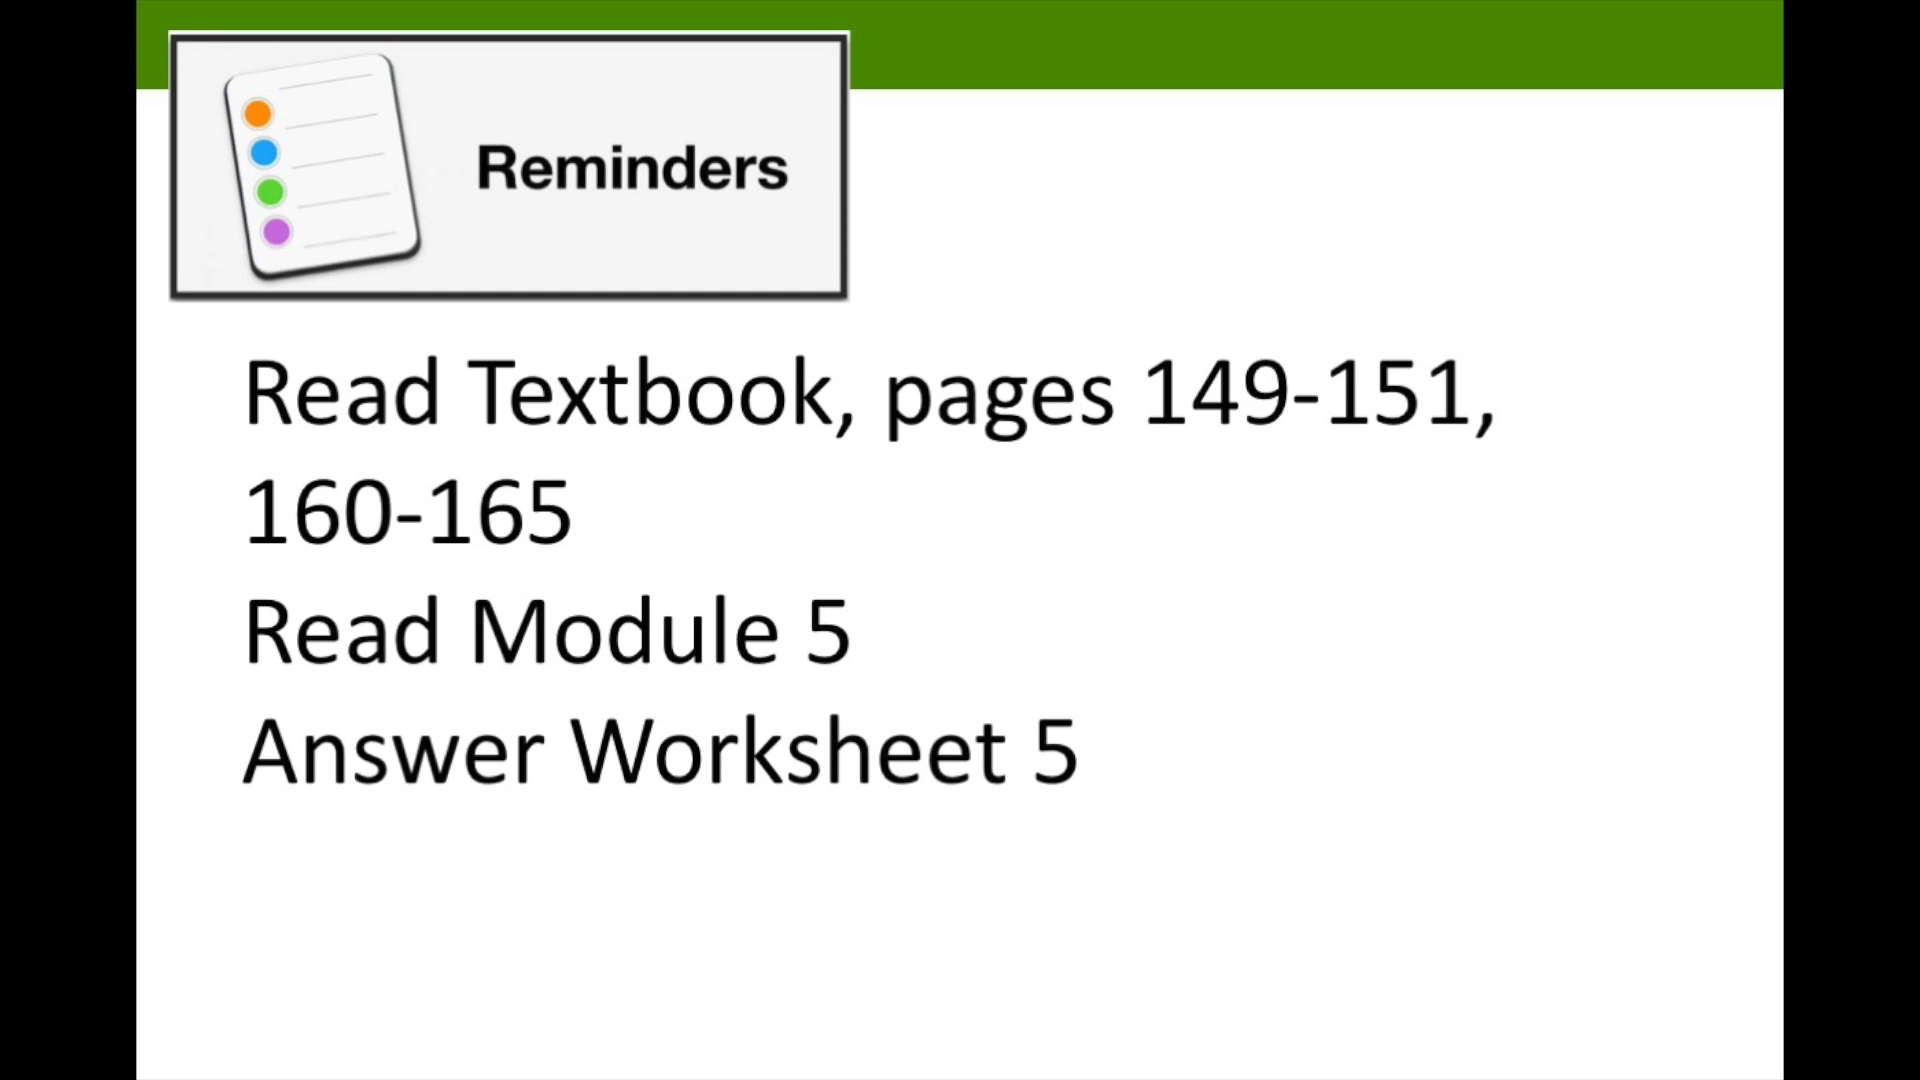 Reminders
Read Textbook, pages 149-151,
160-165
Read Module 5
Answer Worksheet 5